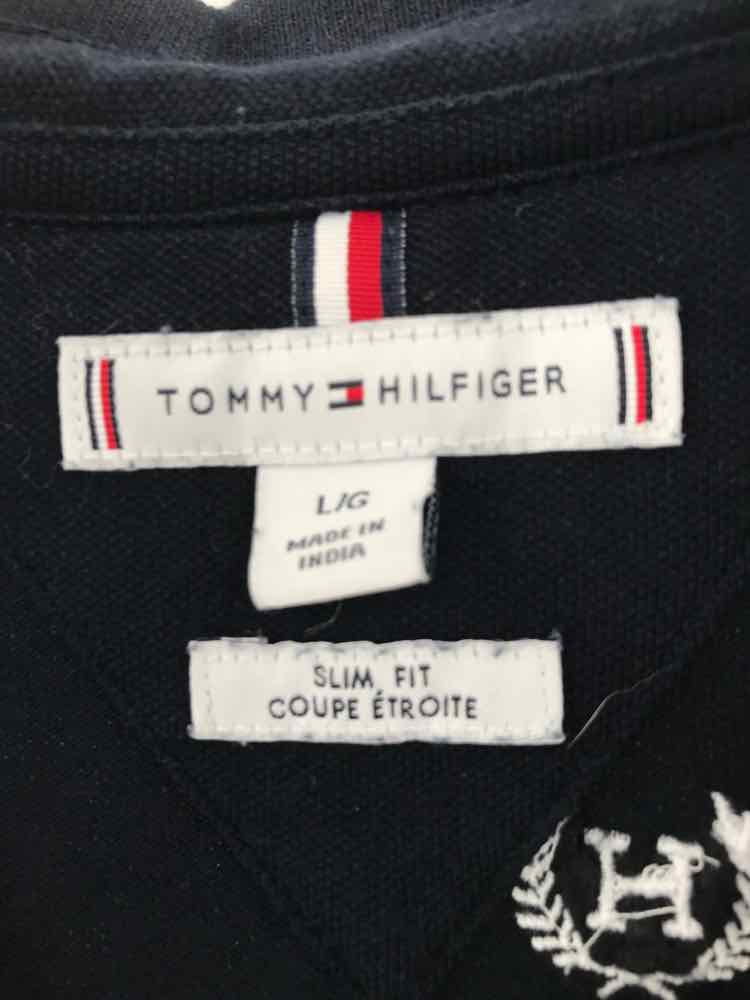 TOMMY HILFIGER
L/G
MADE IN
INDIA
SLIM FIT
COUPE ÉTROITE
H